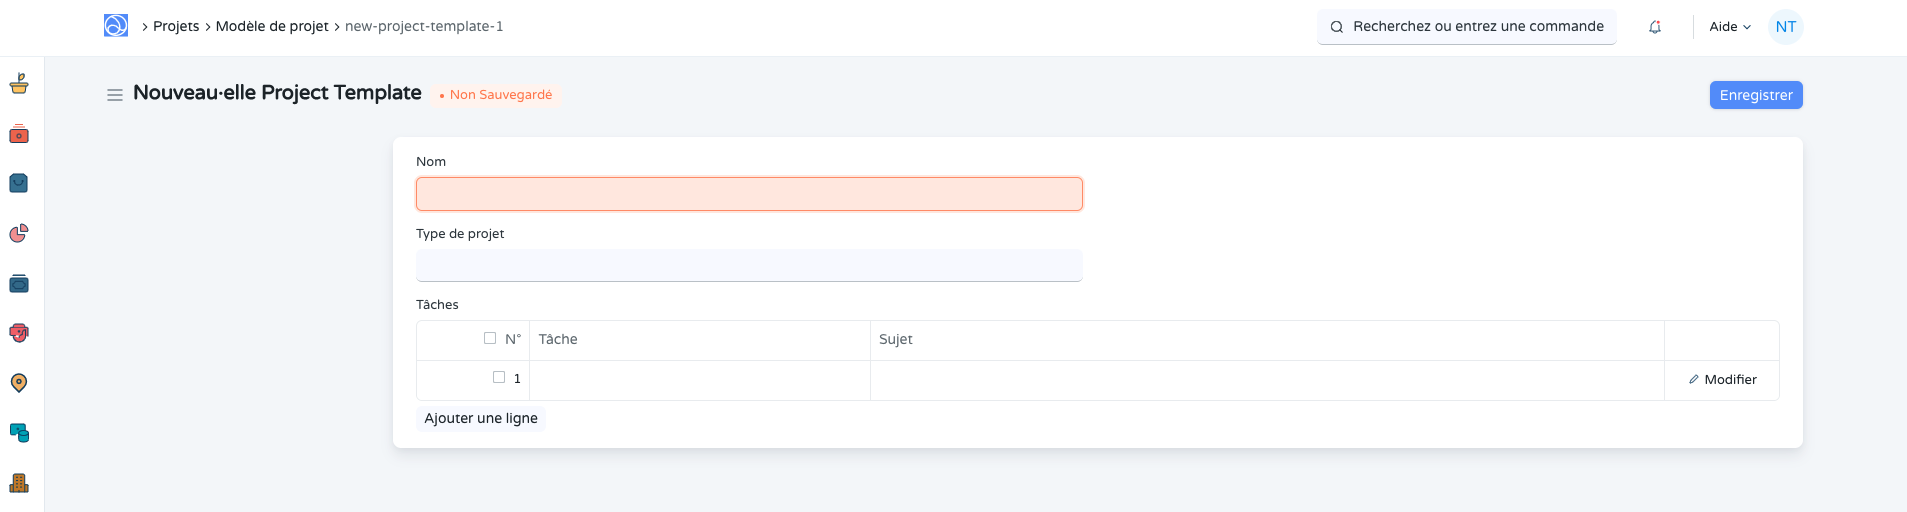 Projets Modèle de projet new-project-template-1 Recherchez ou entrez une commande Aide NT
Nouveau·elle Project Template Non Sauvegardé Enregistrer
Nom
Type de projet
Tâches
N° Tâche Sujet
1 Modifier
Ajouter une ligne